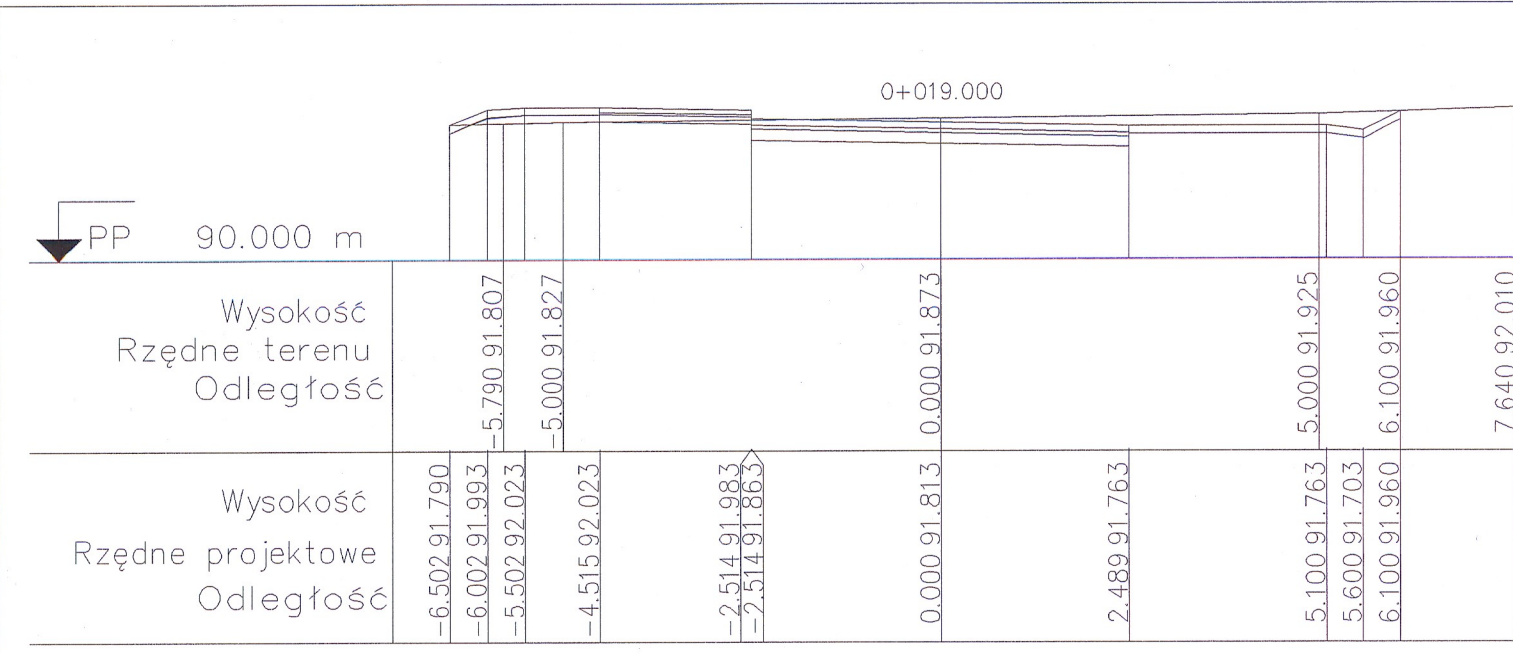 0+019.000
PP 90.000 m
Wysokość
Rzędne terenu
Odległość
-5.790 91.807
-5.000 91.827
0.000 91.873
5.000 91.925
6.100 91.960
7.640 92.010
Wysokość
Rzędne projektowe
Odległość
-6.502 91.790
-6.002 91.993
-5.502 92.023
-4.515 92.023
-2.514 91.983
-2.514 91.863
0.000 91.813
2.489 91.763
5.100 91.763
5.600 91.703
6.100 91.960